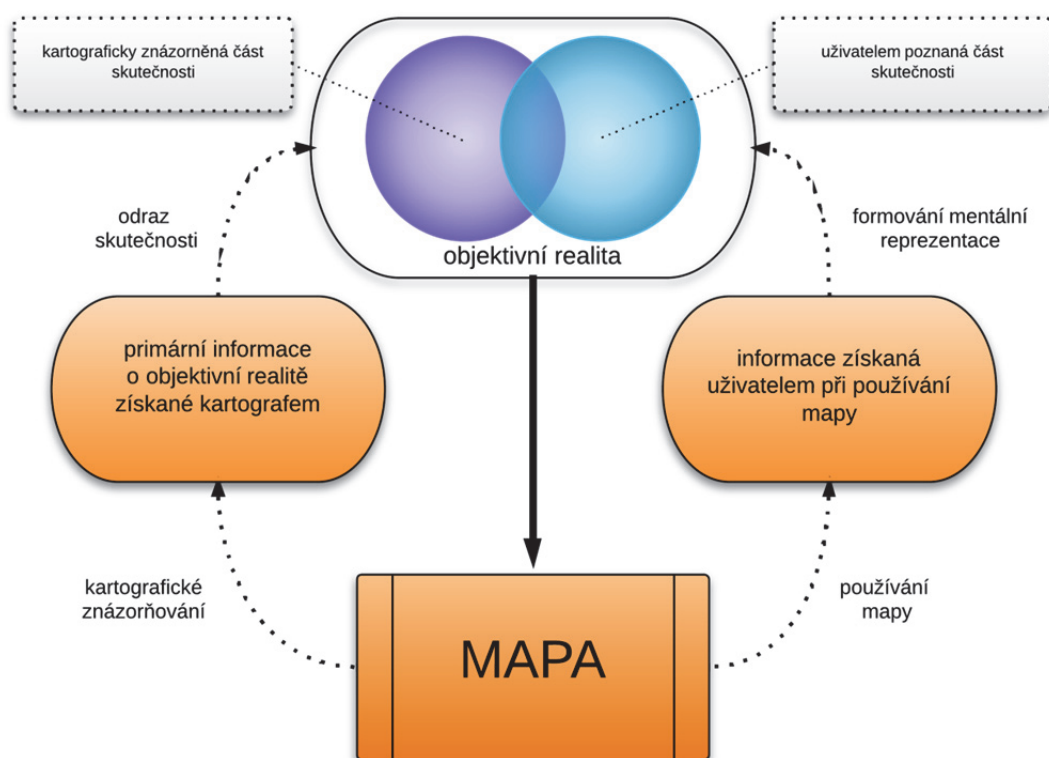 kartograficky znázorněná část
skutečnosti
uživatelem poznaná část
skutečnosti
objektivní realita
odraz
skutečnosti
formování mentální
reprezentace
primární informace
o objektivní realitě
získané kartografem
informace získaná
uživatelem při používání
mapy
kartografické
znázorňování
používání
mapy
MAPA